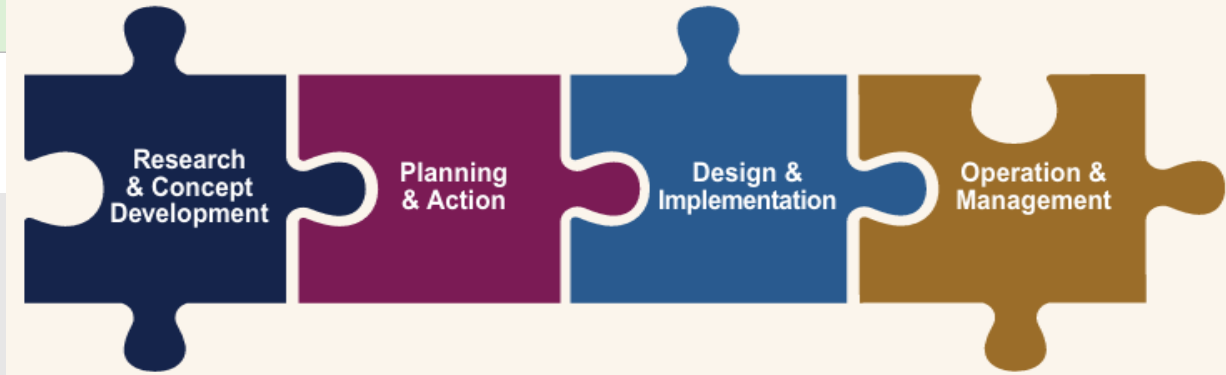 Research
& Concept
Development
Planning
& Action
Design &
Implementation
Operation &
Management